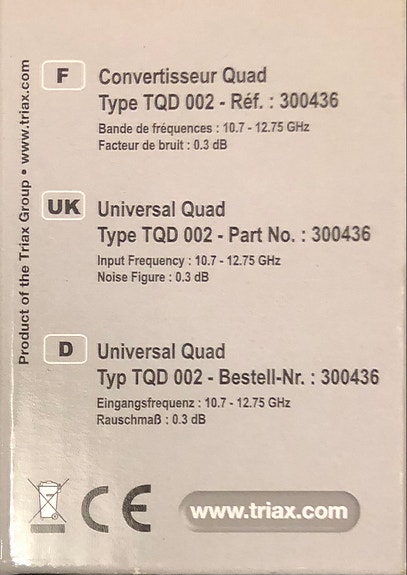 F
Convertisseur Quad
Type TQD 002 - Réf. : 300436
Bande de fréquences : 10.7 - 12.75 GHz
Facteur de bruit : 0.3 dB
UK
Universal Quad
Type TQD 002 - Part No. : 300436
Input Frequency : 10.7 - 12.75 GHz
Noise Figure : 0.3 dB
D
Universal Quad
Typ TQD 002 - Bestell-Nr. : 300436
Eingangsfrequenz : 10.7 - 12.75 GHz
Rauschmaß : 0.3 dB
Product of the Triax Group • www.triax.com
CE
www.triax.com